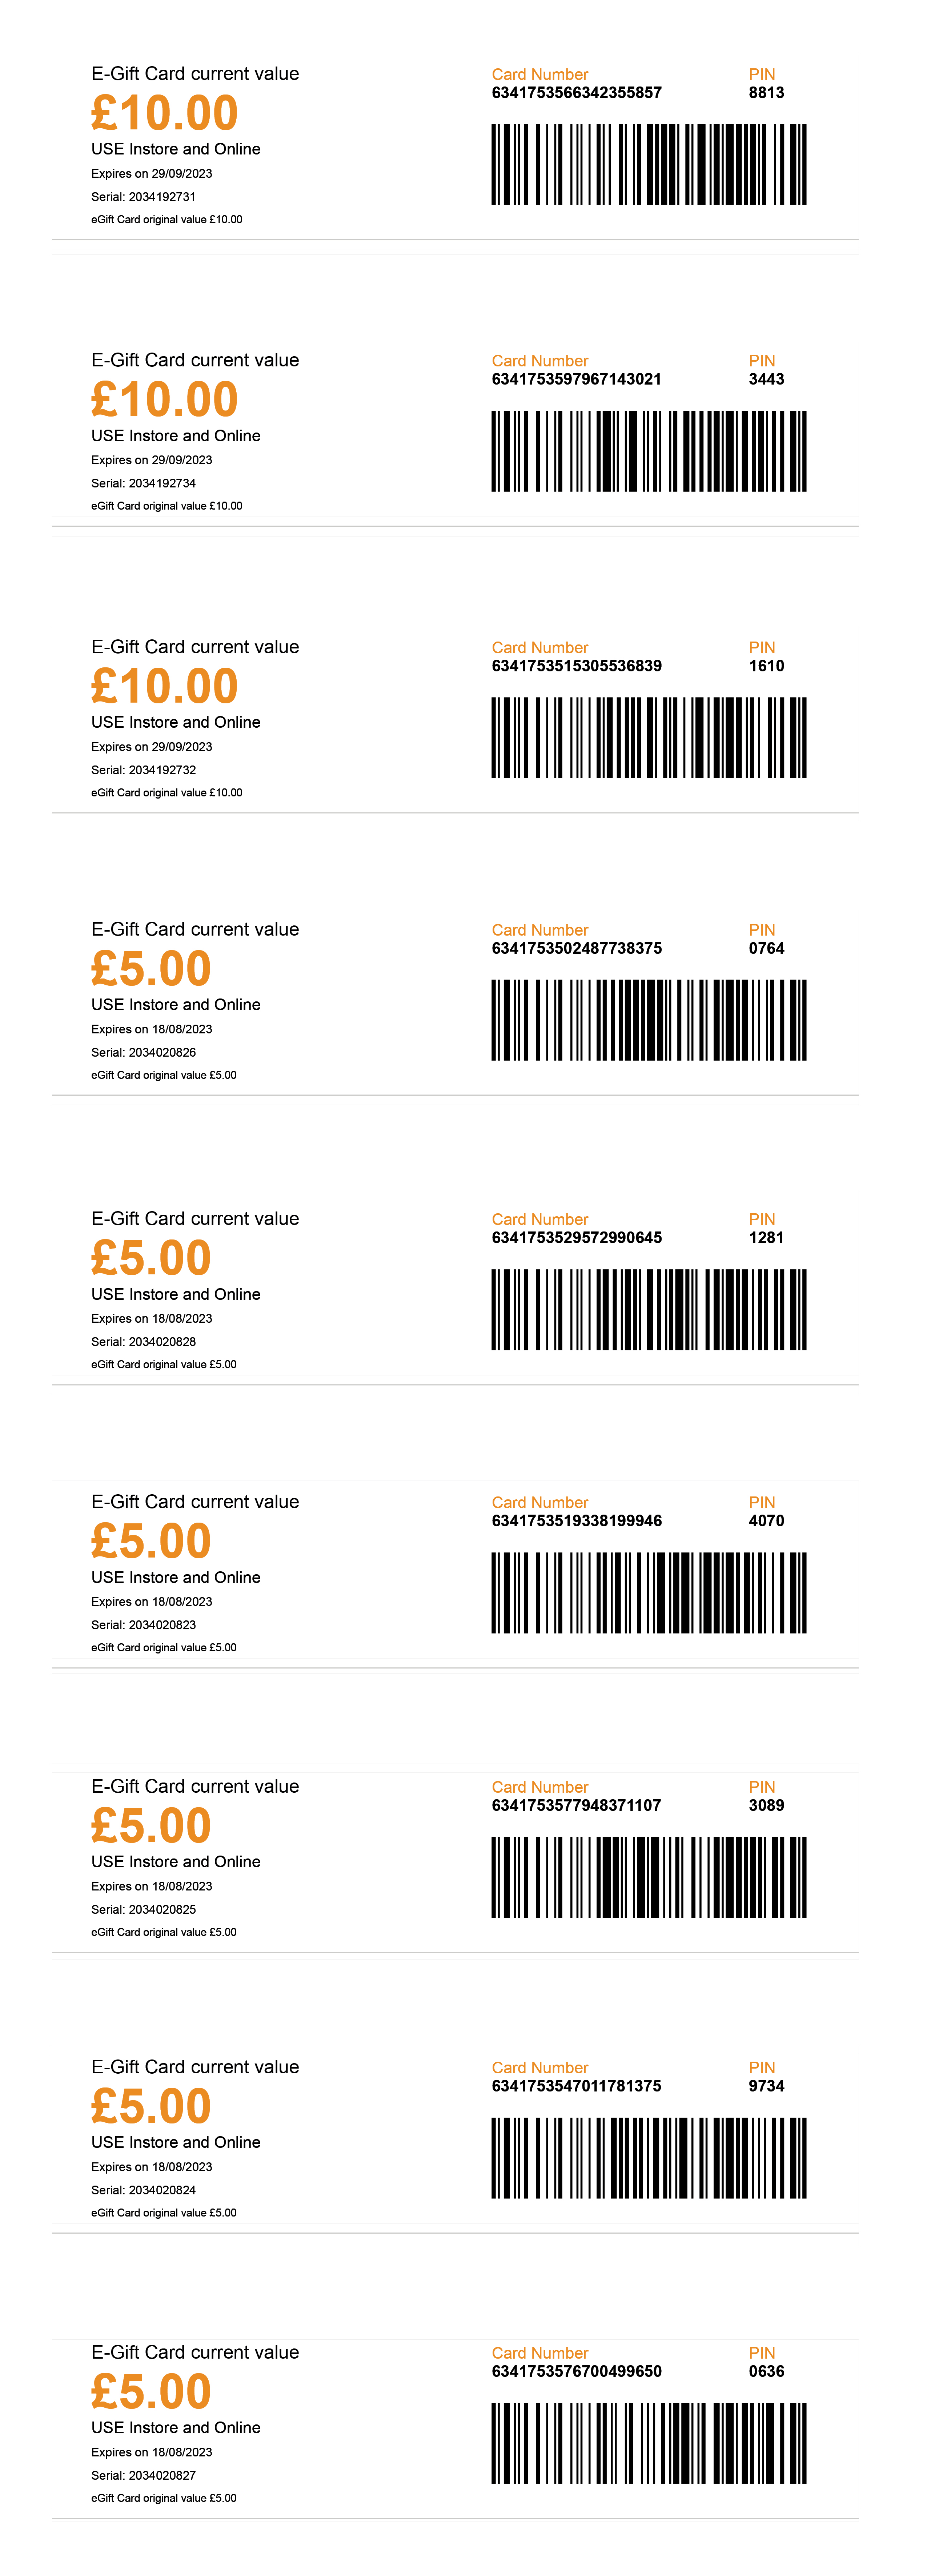 E-Gift Card current value
£10.00
USE Instore and Online
Expires on 29/09/2023
Serial: 2034192731
eGift Card original value £10.00
Card Number
6341753566342355857
PIN
8813
E-Gift Card current value
£10.00
USE Instore and Online
Expires on 29/09/2023
Serial: 2034192734
eGift Card original value £10.00
Card Number
6341753597967143021
PIN
3443
E-Gift Card current value
£10.00
USE Instore and Online
Expires on 29/09/2023
Serial: 2034192732
eGift Card original value £10.00
Card Number
6341753515305536839
PIN
1610
E-Gift Card current value
£5.00
USE Instore and Online
Expires on 18/08/2023
Serial: 2034020826
eGift Card original value £5.00
Card Number
6341753502487738375
PIN
0764
E-Gift Card current value
£5.00
USE Instore and Online
Expires on 18/08/2023
Serial: 2034020828
eGift Card original value £5.00
Card Number
6341753529572990645
PIN
1281
E-Gift Card current value
£5.00
USE Instore and Online
Expires on 18/08/2023
Serial: 2034020823
eGift Card original value £5.00
Card Number
6341753519338199946
PIN
4070
E-Gift Card current value
£5.00
USE Instore and Online
Expires on 18/08/2023
Serial: 2034020825
eGift Card original value £5.00
Card Number
6341753577948371107
PIN
3089
E-Gift Card current value
£5.00
USE Instore and Online
Expires on 18/08/2023
Serial: 2034020824
eGift Card original value £5.00
Card Number
6341753547011781375
PIN
9734
E-Gift Card current value
£5.00
USE Instore and Online
Expires on 18/08/2023
Serial: 2034020827
eGift Card original value £5.00
Card Number
6341753576700499650
PIN
0636